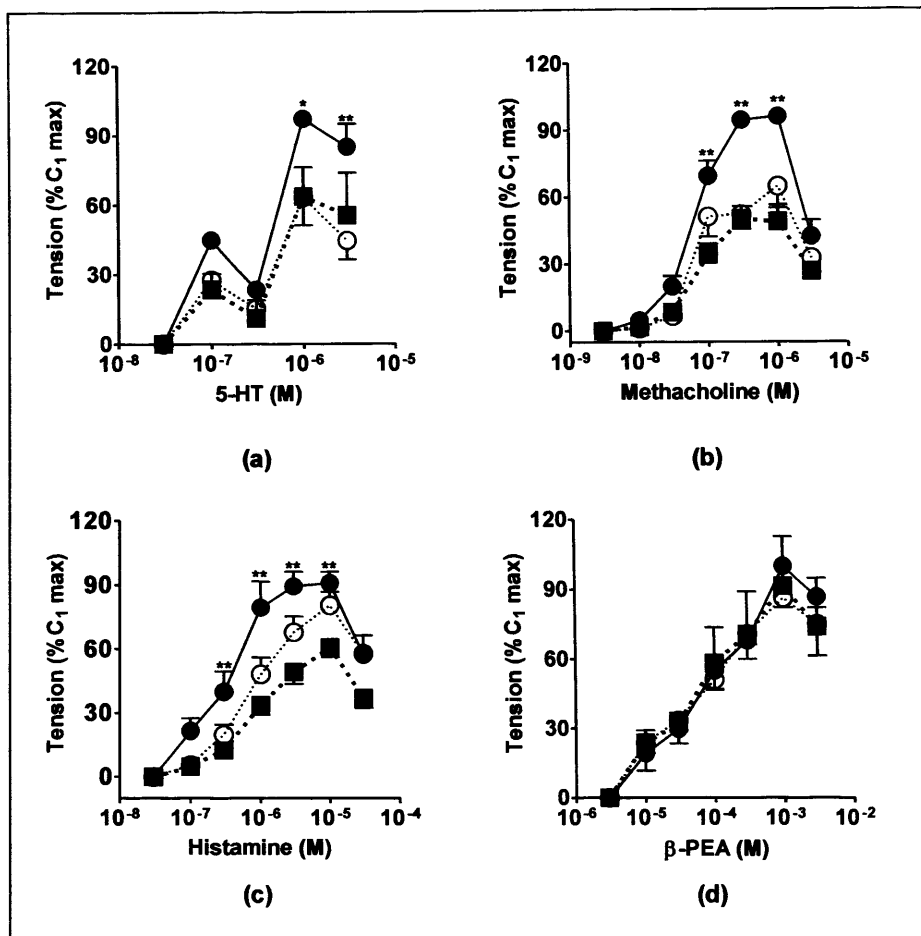 120
90
60
30
0
Tension (% C₁ max)
*
**
10⁻⁸ 10⁻⁷ 10⁻⁶ 10⁻⁵
5-HT (M)
(a)
120
90
60
30
0
Tension (% C₁ max)
**
**
**
10⁻⁹ 10⁻⁸ 10⁻⁷ 10⁻⁶ 10⁻⁵
Methacholine (M)
(b)
120
90
60
30
0
Tension (% C₁ max)
**
**
**
**
10⁻⁸ 10⁻⁷ 10⁻⁶ 10⁻⁵ 10⁻⁴
Histamine (M)
(c)
120
90
60
30
0
Tension (% C₁ max)
10⁻⁶ 10⁻⁵ 10⁻⁴ 10⁻³ 10⁻²
β-PEA (M)
(d)